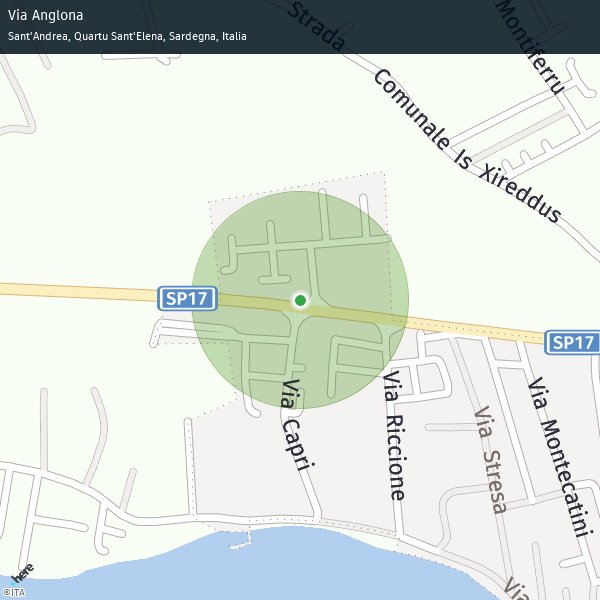 Via Anglona
Sant'Andrea, Quartu Sant'Elena, Sardegna, Italia
Strada
Comunale Is Xireddus
Montiferru
SP17
SP17
Via Capri
Via Riccione
Via Stresa
Via Montecatini
Via
here
©ITA